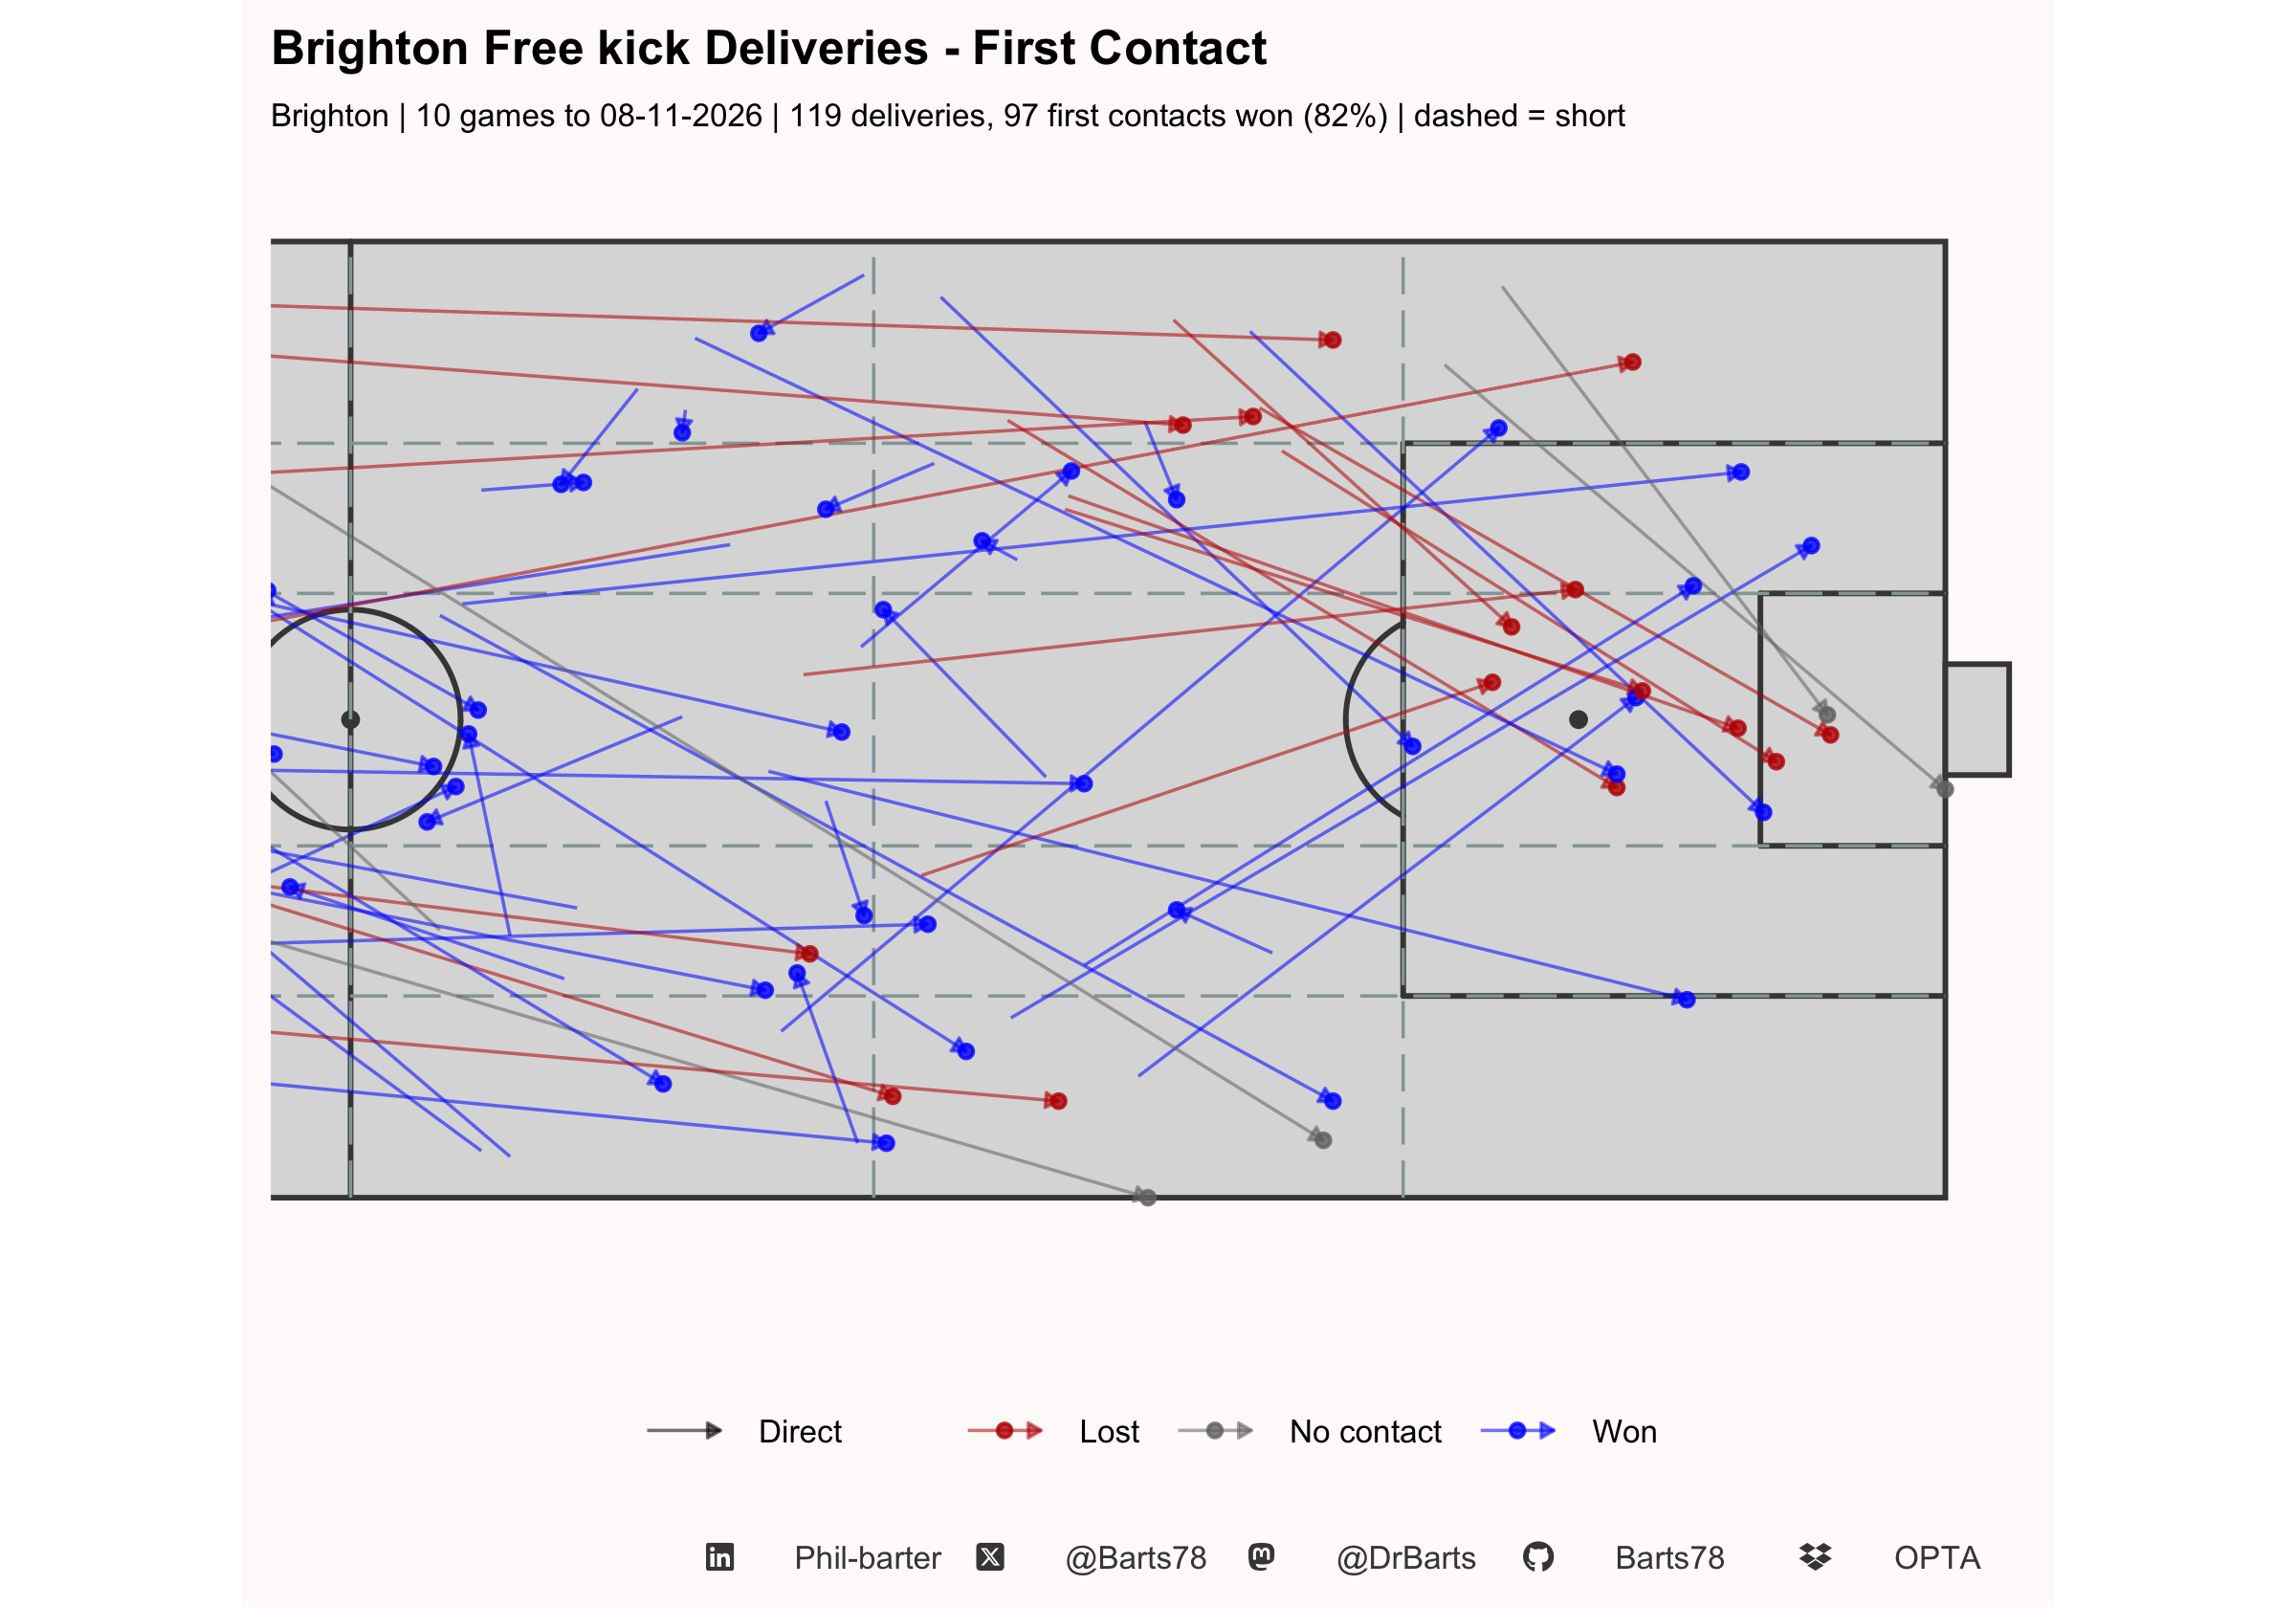 Brighton Free kick Deliveries - First Contact
Brighton | 10 games to 08-11-2026 | 119 deliveries, 97 first contacts won (82%) | dashed = short
Direct Lost No contact Won
Phil-barter @Barts78 @DrBarts Barts78 OPTA